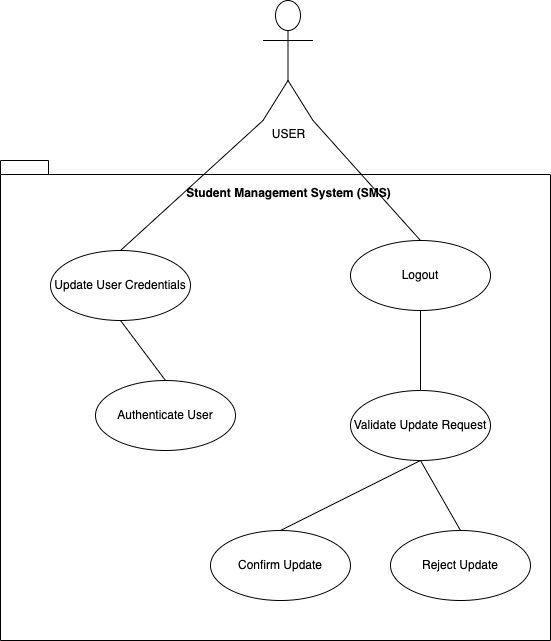 USER
Student Management System (SMS)
Update User Credentials
Logout
Authenticate User
Validate Update Request
Confirm Update
Reject Update